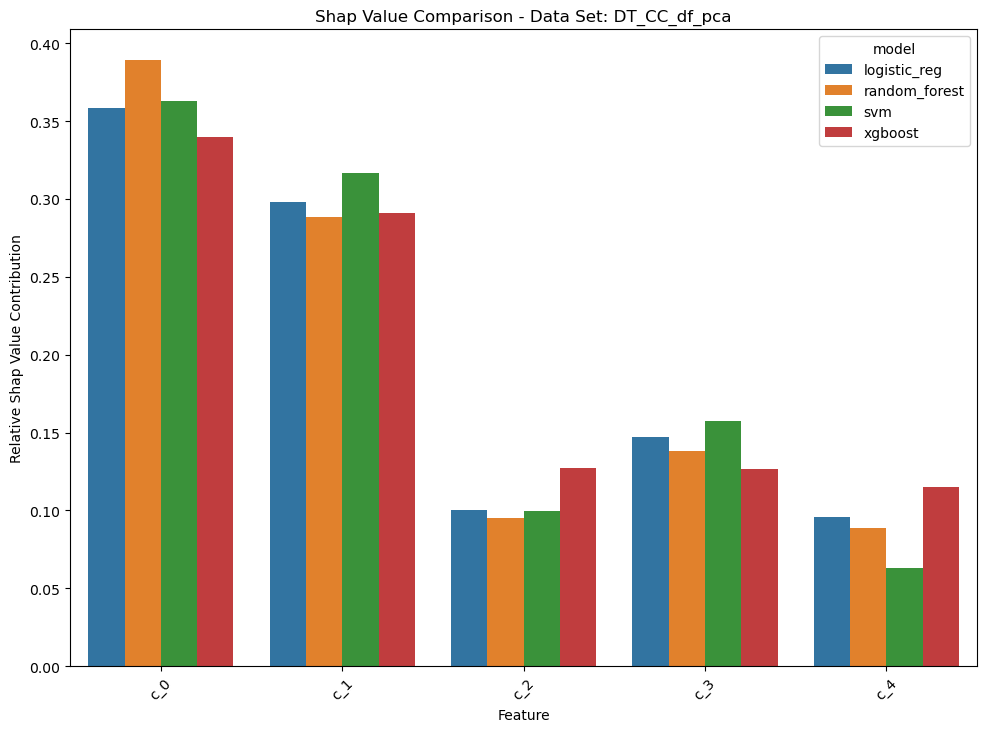 Shap Value Comparison - Data Set: DT_CC_df_pca
model
logistic_reg
random_forest
svm
xgboost
Relative Shap Value Contribution
0.40
0.35
0.30
0.25
0.20
0.15
0.10
0.05
0.00
c_0
c_1
c_2
c_3
c_4
Feature